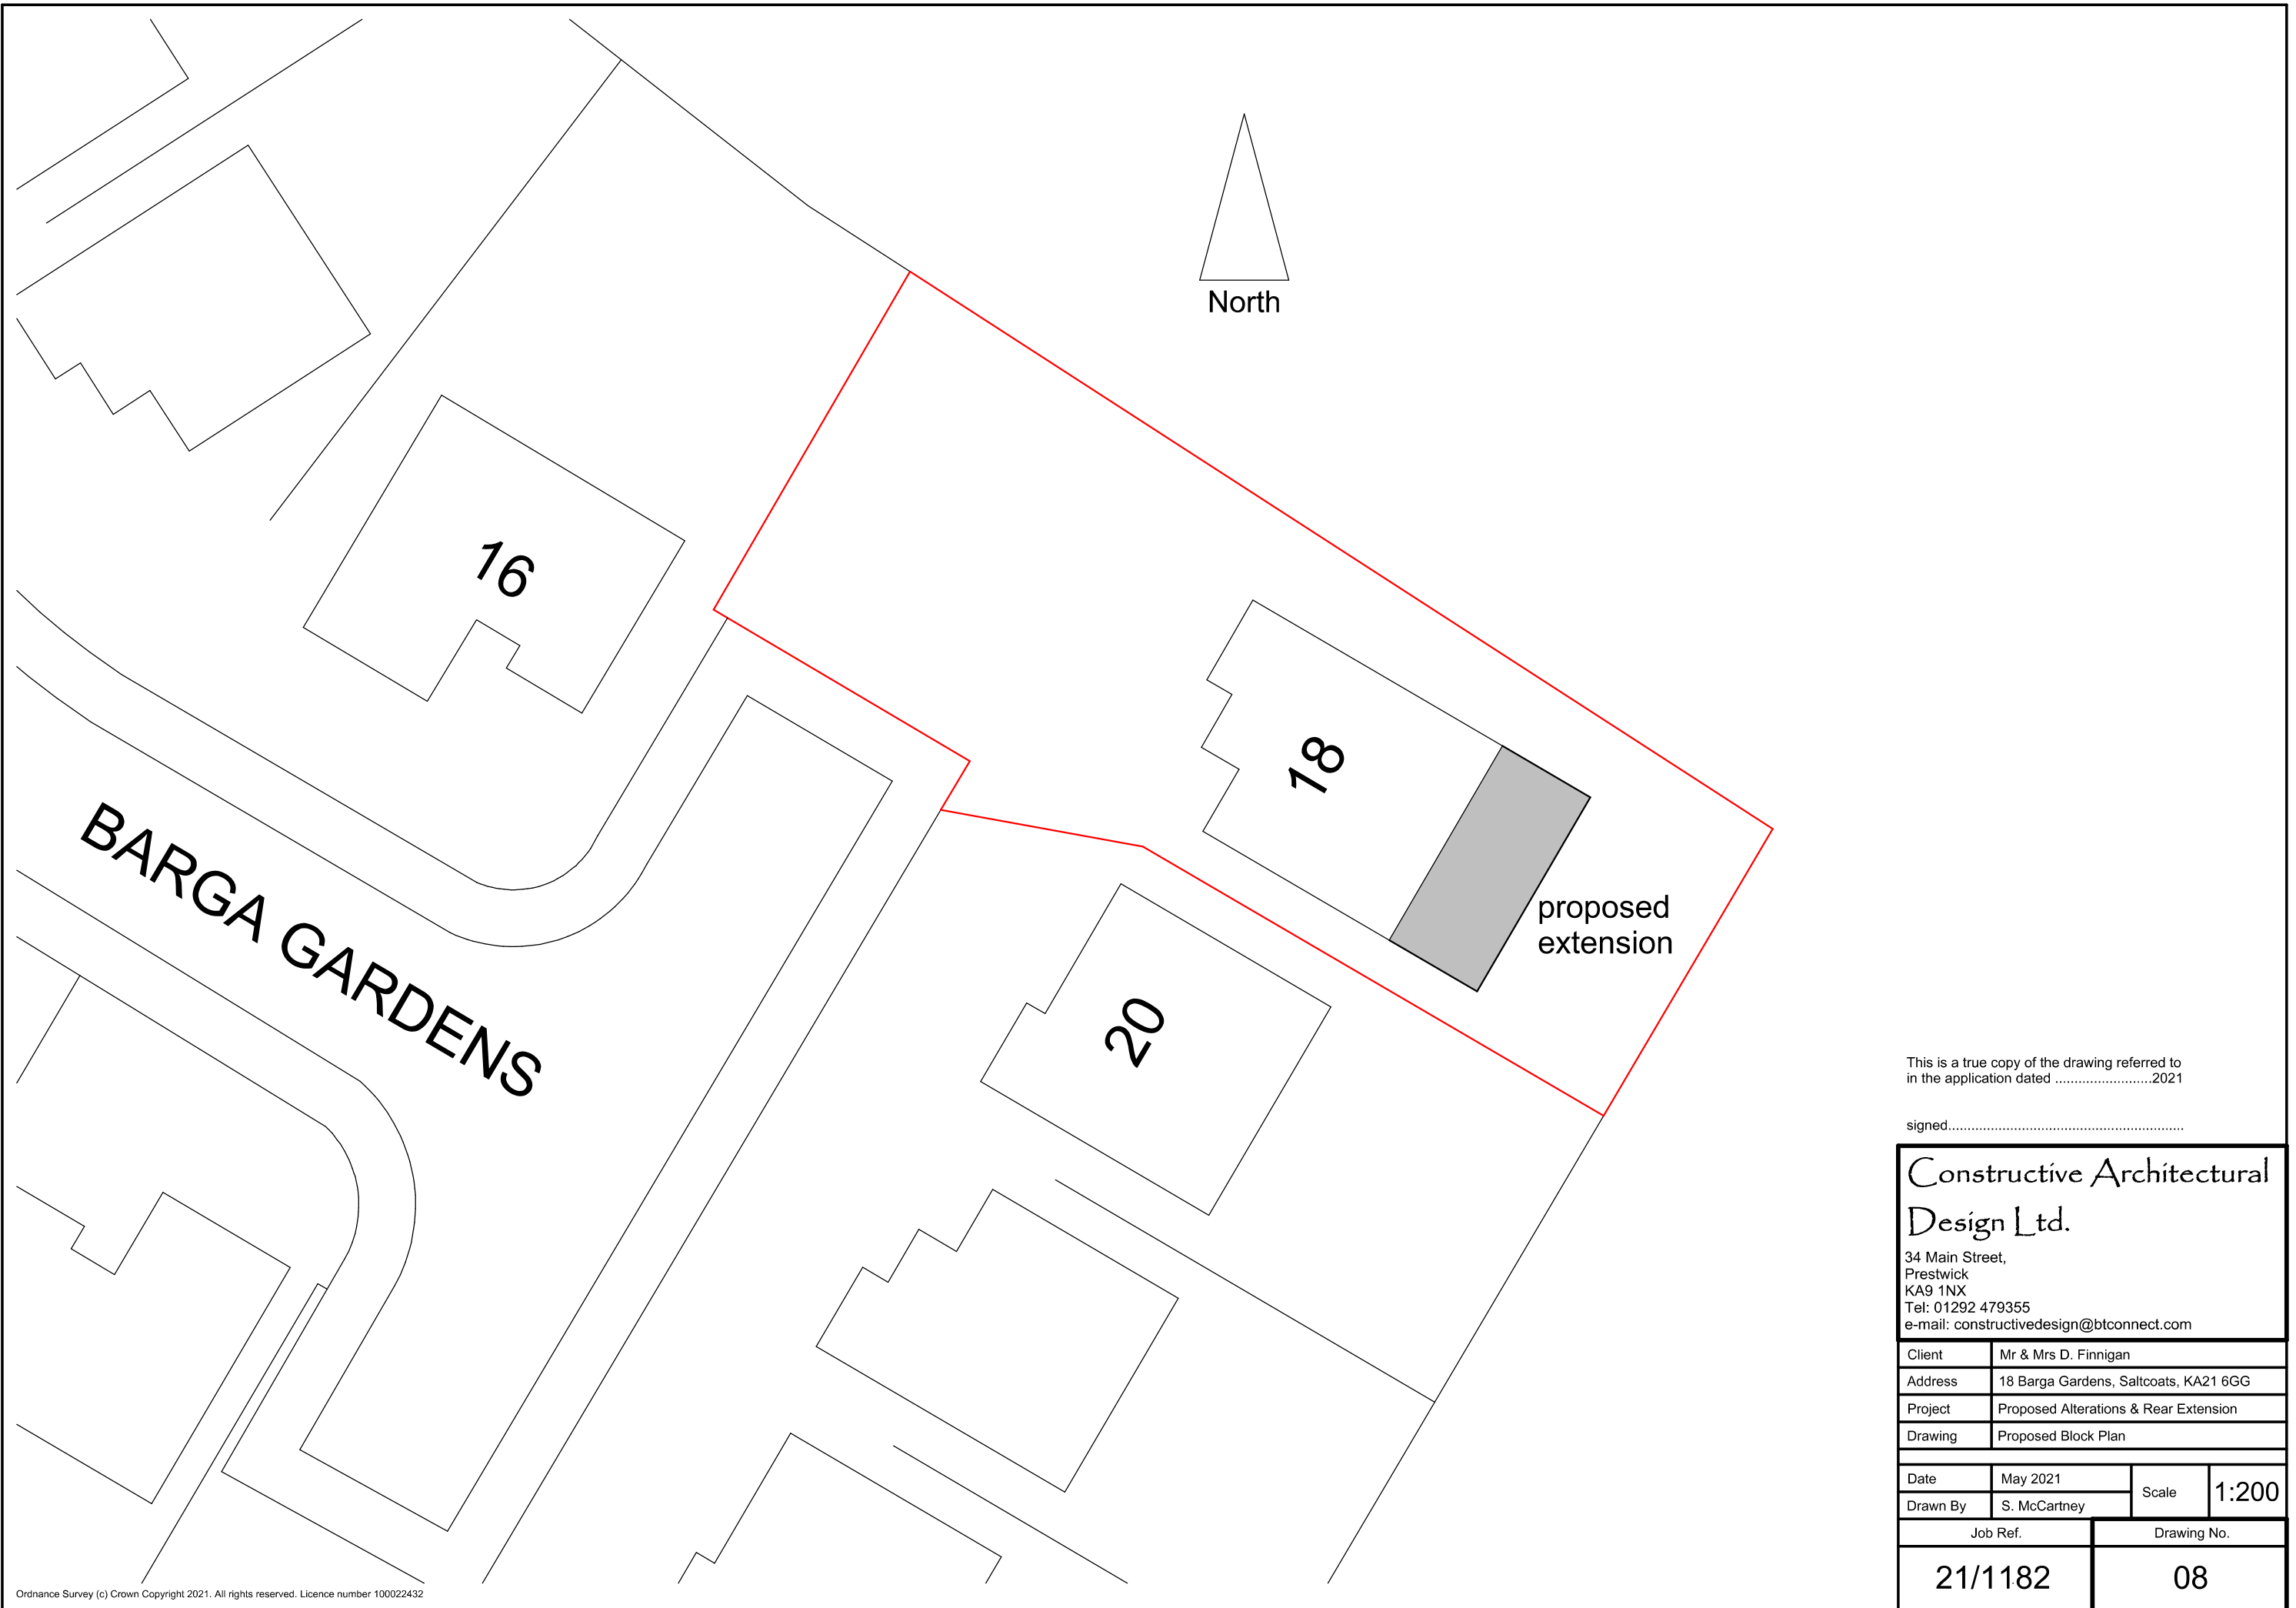 North
16
18
proposed
extension
BARGA GARDENS
20
This is a true copy of the drawing referred to
in the application dated .........................2021
signed.............................................................
Constructive Architectural
Design Ltd.
34 Main Street,
Prestwick
KA9 1NX
Tel: 01292 479355
e-mail: constructivedesign@btconnect.com
Client Mr & Mrs D. Finnigan
Address 18 Barga Gardens, Saltcoats, KA21 6GG
Project Proposed Alterations & Rear Extension
Drawing Proposed Block Plan
Date May 2021 Scale 1:200
Drawn By S. McCartney
Job Ref. Drawing No.
21/1182 08
Ordnance Survey (c) Crown Copyright 2021. All rights reserved. Licence number 100022432